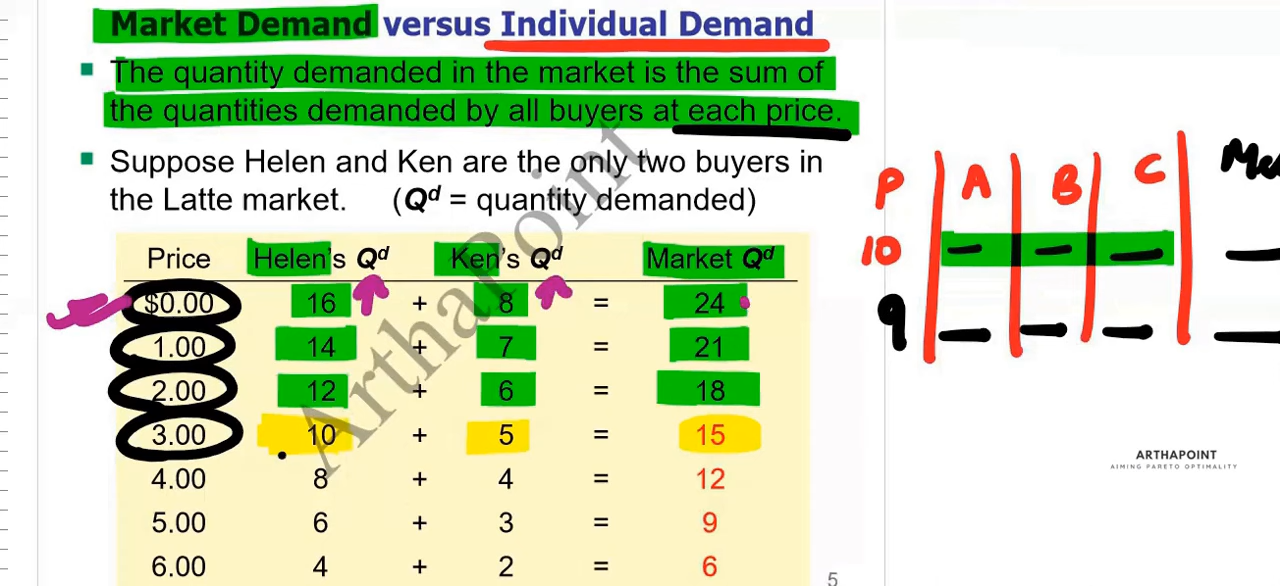 Market Demand versus Individual Demand
The quantity demanded in the market is the sum of
the quantities demanded by all buyers at each price.
Suppose Helen and Ken are the only two buyers in
the Latte market. (Qd = quantity demanded)
Price Helen's Qd Ken's Qd Market Qd
$0.00 16 + 8 = 24
1.00 14 + 7 = 21
2.00 12 + 6 = 18
3.00 10 + 5 = 15
4.00 8 + 4 = 12
5.00 6 + 3 = 9
6.00 4 + 2 = 6
5
ArthaPoint
P A B C
10
9
ARTHAPOINT
AIMING PARETO OPTIMALITY